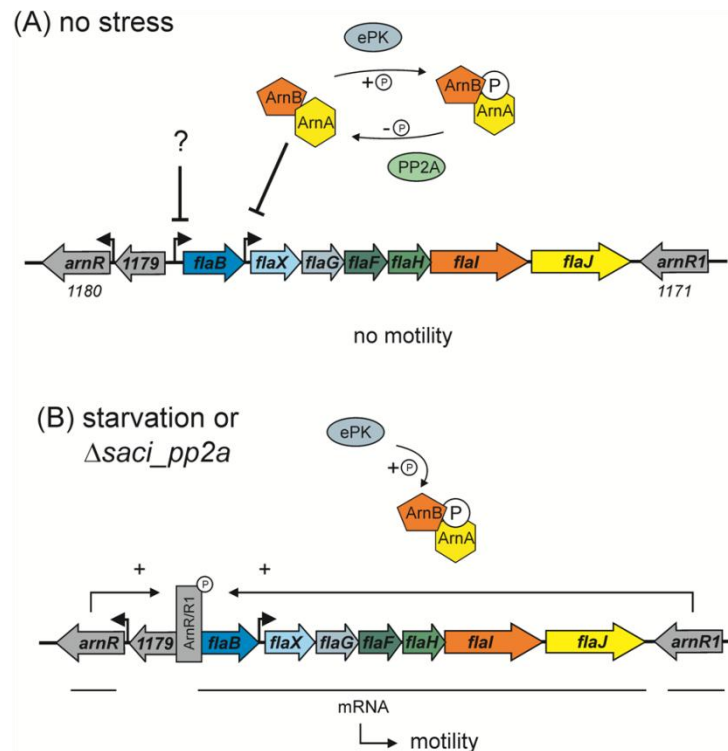 (A) no stress
ePK
+P
ArnB
ArnA
ArnB
P
ArnA
-P
PP2A
?
arnR
1179
flaB
flaX
flaG
flaF
flaH
flaI
flaJ
arnR1
1180
1171
no motility
(B) starvation or
Δsaci_pp2a
ePK
+P
ArnB
P
ArnA
+
+
P
ArnR/R1
arnR
1179
flaB
flaX
flaG
flaF
flaH
flaI
flaJ
arnR1
mRNA
motility